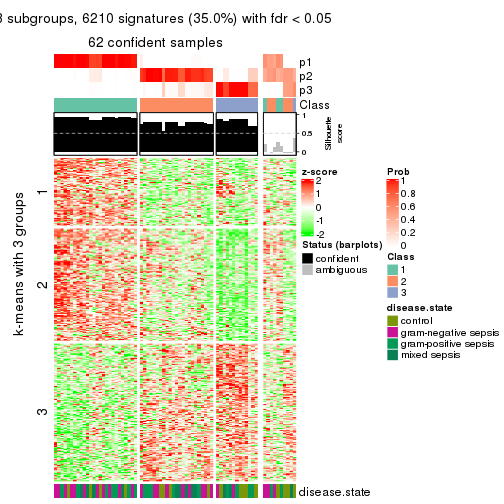 3 subgroups, 6210 signatures (35.0%) with fdr < 0.05
62 confident samples
p1
p2
p3
Class
1
0.5
0
Silhouette
score
k-means with 3 groups
1
2
3
disease.state
z-score
2
1
0
-1
-2
Status (barplots)
confident
ambiguous
Prob
1
0.8
0.6
0.4
0.2
0
Class
1
2
3
disease.state
control
gram-negative sepsis
gram-positive sepsis
mixed sepsis